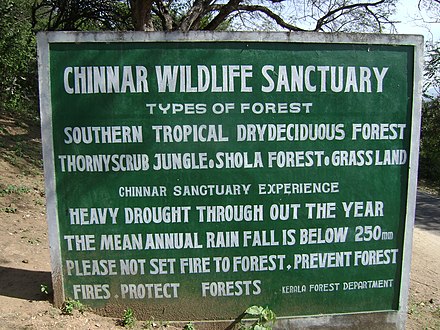 CHINNAR WILDLIFE SANCTUARY
TYPES OF FOREST
SOUTHERN TROPICAL DRYDECIDUOUS FOREST
THORNYSCRUB JUNGLE • SHOLA FOREST • GRASS LAND
CHINNAR SANCTUARY EXPERIENCE
HEAVY DROUGHT THROUGH OUT THE YEAR
THE MEAN ANNUAL RAIN FALL IS BELOW 250mm
PLEASE NOT SET FIRE TO FOREST . PREVENT FOREST
FIRES . PROTECT FORESTS KERALA FOREST DEPARTMENT